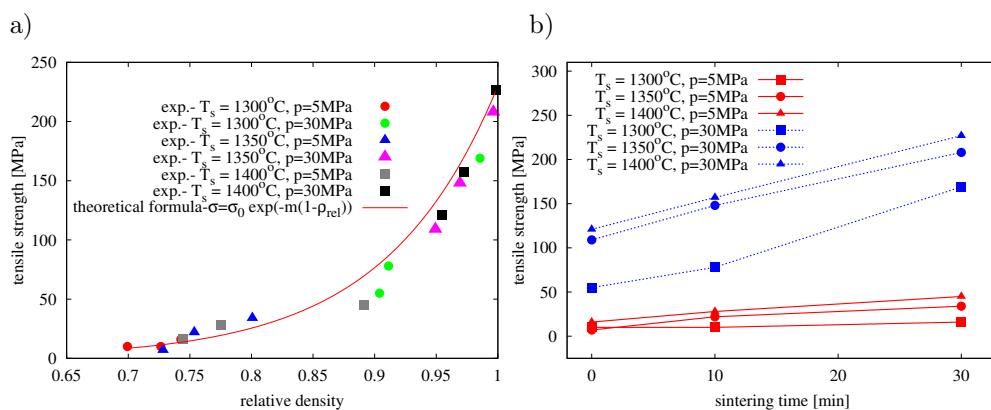 a)
250
200
150
100
50
0
tensile strength [MPa]
exp.- Tₛ = 1300°C, p=5MPa
exp.- Tₛ = 1300°C, p=30MPa
exp.- Tₛ = 1350°C, p=5MPa
exp.- Tₛ = 1350°C, p=30MPa
exp.- Tₛ = 1400°C, p=5MPa
exp.- Tₛ = 1400°C, p=30MPa
theoretical formula-σ=σ₀ exp(-m(1-ρ_rel))
0.65 0.7 0.75 0.8 0.85 0.9 0.95 1
relative density
b)
300
250
200
150
100
50
0
tensile strength [MPa]
Tₛ = 1300°C, p=5MPa
Tₛ = 1350°C, p=5MPa
Tₛ = 1400°C, p=5MPa
Tₛ = 1300°C, p=30MPa
Tₛ = 1350°C, p=30MPa
Tₛ = 1400°C, p=30MPa
0 10 20 30
sintering time [min]